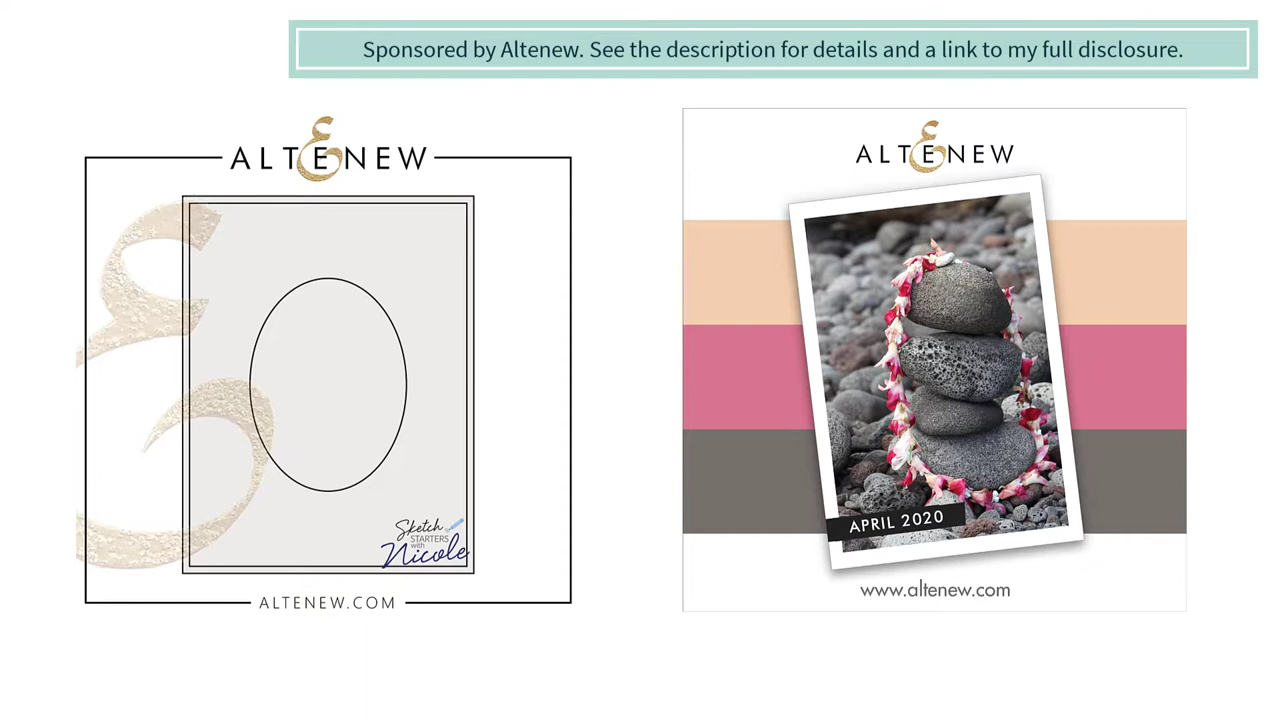 Sponsored by Altenew. See the description for details and a link to my full disclosure.
ALTENEW
Sketch
STARTERS
with
Nicole
ALTENEW.COM
ALTENEW
APRIL 2020
www.altenew.com